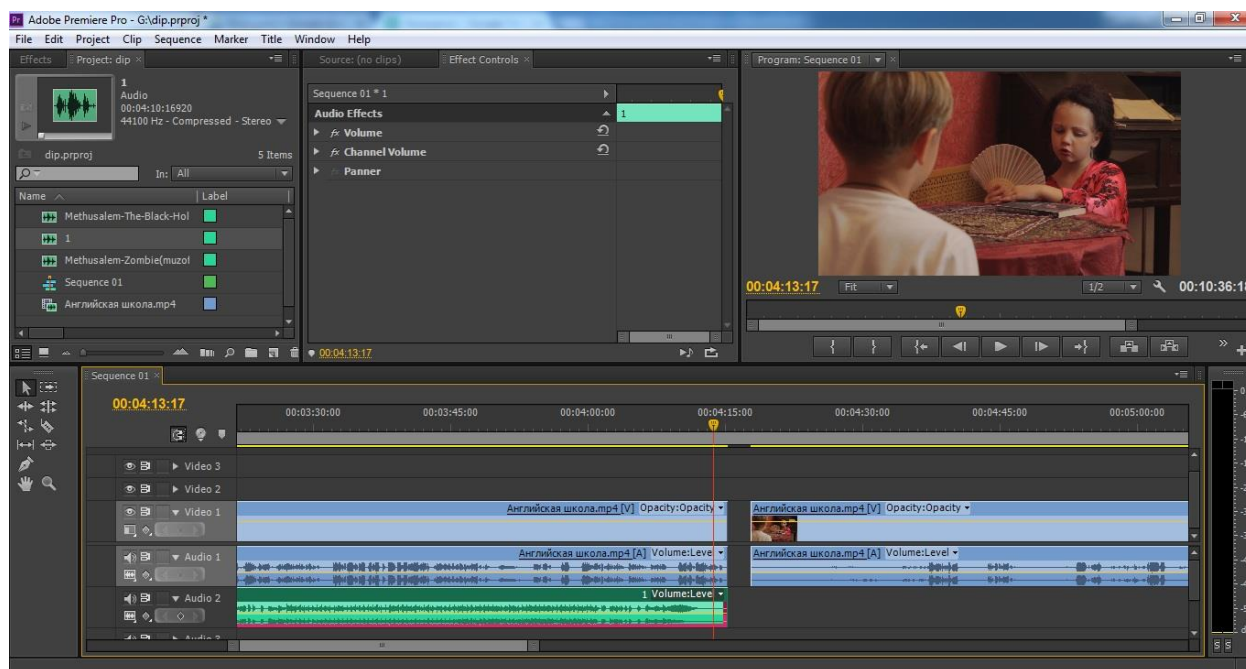 Adobe Premiere Pro - G:\dip.prproj *
File Edit Project Clip Sequence Marker Title Window Help
Effects Project: dip ×
Source: (no clips) Effect Controls ×
Program: Sequence 01 ×
1
Audio
00:04:10:16920
44100 Hz - Compressed - Stereo
dip.prproj 5 Items
In: All
Name Label
Methusalem-The-Black-Hol
1
Methusalem-Zombie(muzof
Sequence 01
Английская школа.mp4
Sequence 01 * 1
Audio Effects
1
fx Volume
fx Channel Volume
Panner
00:04:13:17
00:04:13:17 Fit 1/2 00:10:36:18
Sequence 01 ×
00:04:13:17
00:03:30:00 00:03:45:00 00:04:00:00 00:04:15:00 00:04:30:00 00:04:45:00 00:05:00:00
Video 3
Video 2
Video 1
Английская школа.mp4 [V] Opacity:Opacity
Английская школа.mp4 [V] Opacity:Opacity
Audio 1
Английская школа.mp4 [A] Volume:Level
Английская школа.mp4 [A] Volume:Level
Audio 2
1 Volume:Level
S S